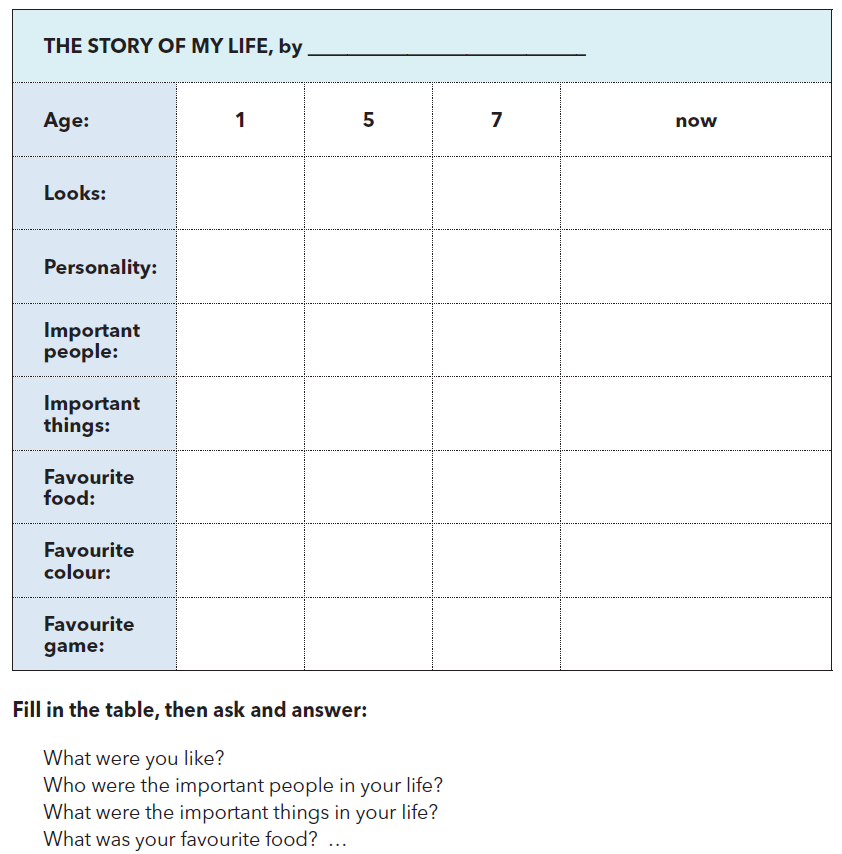 THE STORY OF MY LIFE, by ____________________
Age: 1 5 7 now
Looks:
Personality:
Important
people:
Important
things:
Favourite
food:
Favourite
colour:
Favourite
game:
Fill in the table, then ask and answer:
What were you like?
Who were the important people in your life?
What were the important things in your life?
What was your favourite food? …